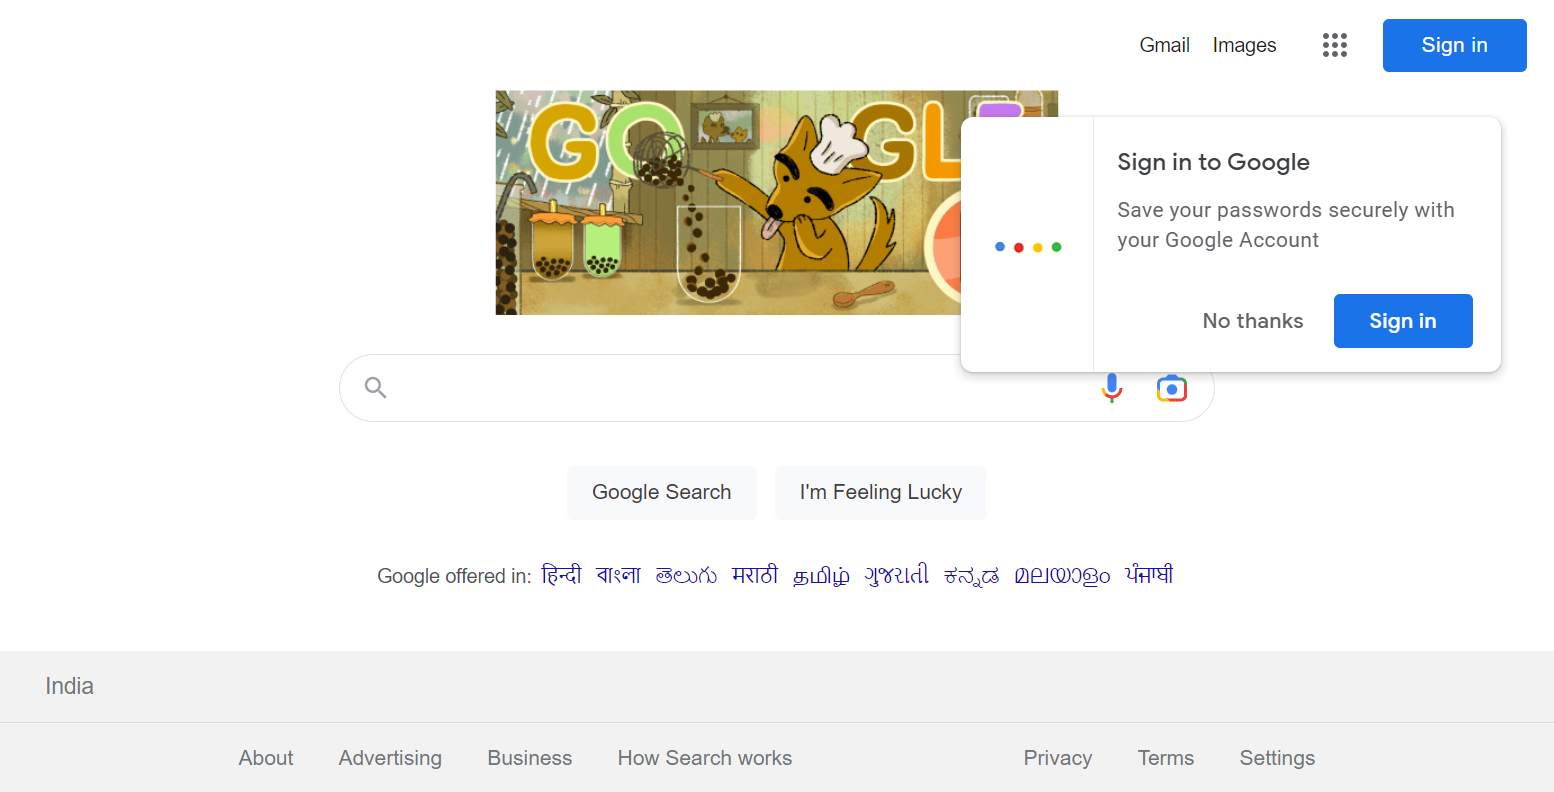 Gmail Images Sign in
GOOGL
Sign in to Google
Save your passwords securely with
your Google Account
No thanks Sign in
Google Search I'm Feeling Lucky
Google offered in: हिन्दी বাংলা తెలుగు मराठी தமிழ் ગુજરાતી ಕನ್ನಡ മലയാളം ਪੰਜਾਬੀ
India
About Advertising Business How Search works Privacy Terms Settings